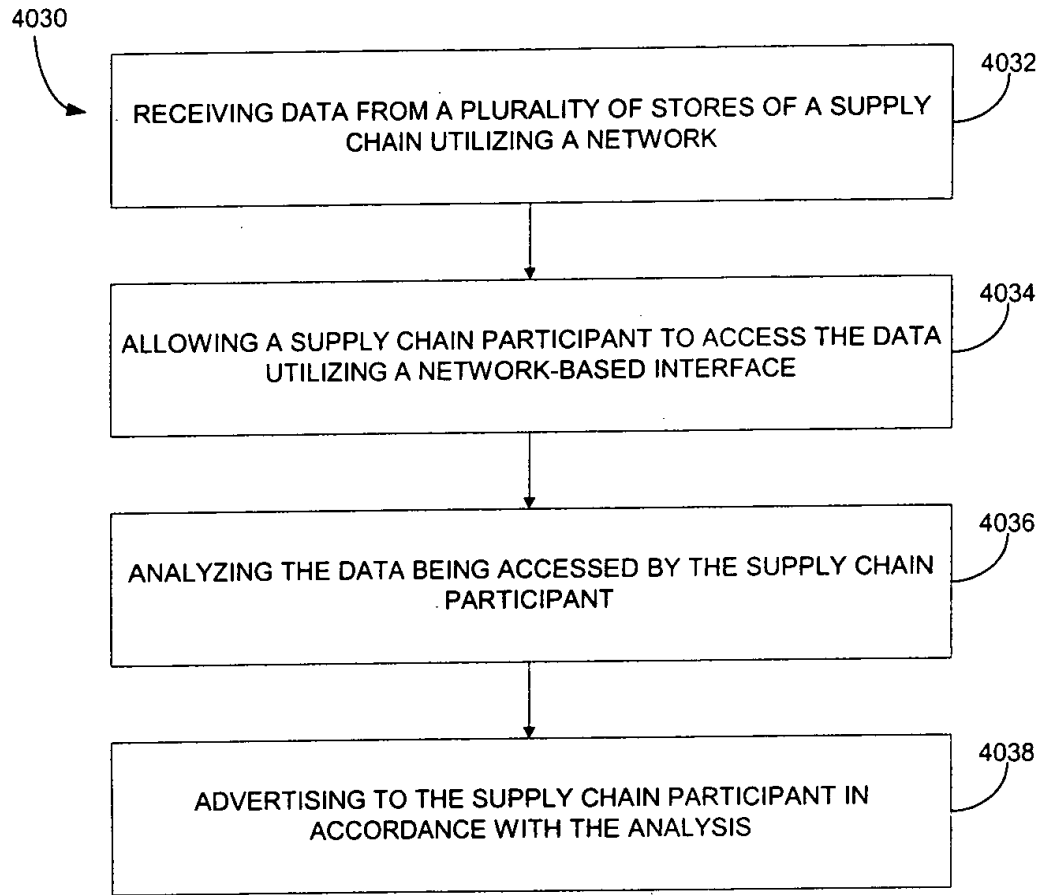 4030
4032
RECEIVING DATA FROM A PLURALITY OF STORES OF A SUPPLY
CHAIN UTILIZING A NETWORK
4034
ALLOWING A SUPPLY CHAIN PARTICIPANT TO ACCESS THE DATA
UTILIZING A NETWORK-BASED INTERFACE
4036
ANALYZING THE DATA BEING ACCESSED BY THE SUPPLY CHAIN
PARTICIPANT
4038
ADVERTISING TO THE SUPPLY CHAIN PARTICIPANT IN
ACCORDANCE WITH THE ANALYSIS